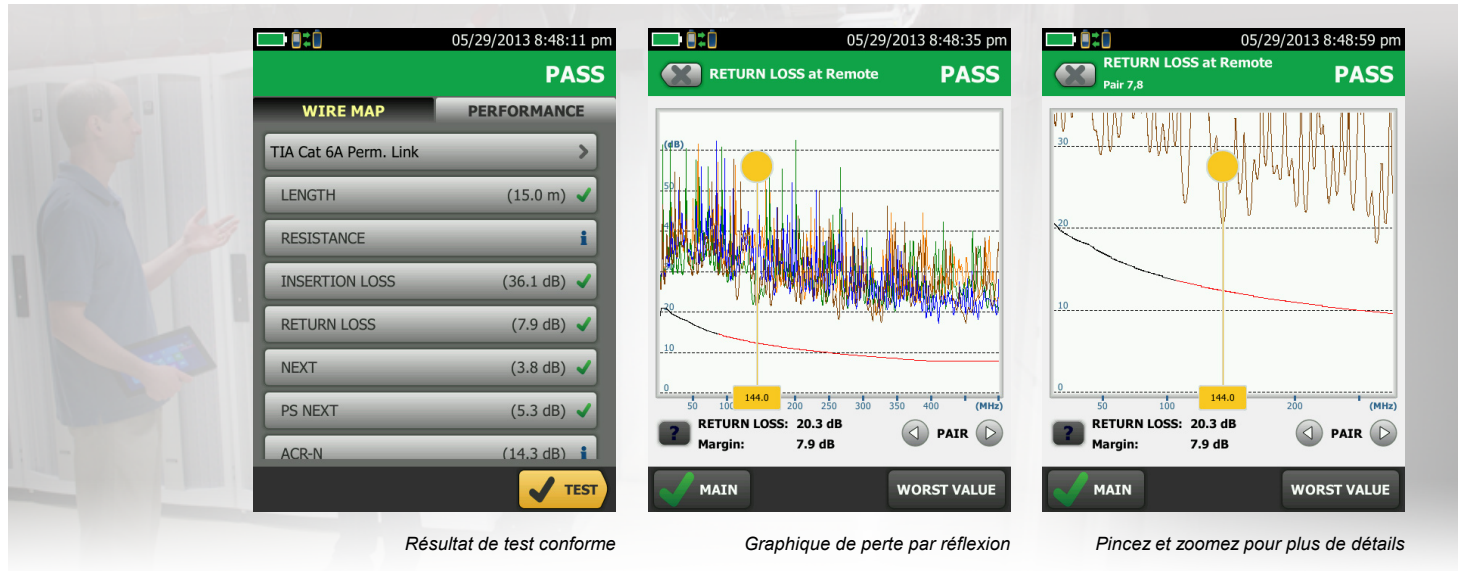 05/29/2013 8:48:11 pm
PASS
WIRE MAP
PERFORMANCE
TIA Cat 6A Perm. Link
LENGTH (15.0 m)
RESISTANCE
INSERTION LOSS (36.1 dB)
RETURN LOSS (7.9 dB)
NEXT (3.8 dB)
PS NEXT (5.3 dB)
ACR-N (14.3 dB)
TEST
Résultat de test conforme
05/29/2013 8:48:35 pm
RETURN LOSS at Remote
PASS
(dB)
50
40
30
20
10
0
50 100 144.0 200 250 300 350 400 (MHz)
RETURN LOSS: 20.3 dB
Margin: 7.9 dB
PAIR
MAIN
WORST VALUE
Graphique de perte par réflexion
05/29/2013 8:48:59 pm
RETURN LOSS at Remote
Pair 7,8
PASS
30
20
10
0
50 100 144.0 200 (MHz)
RETURN LOSS: 20.3 dB
Margin: 7.9 dB
PAIR
MAIN
WORST VALUE
Pincez et zoomez pour plus de détails